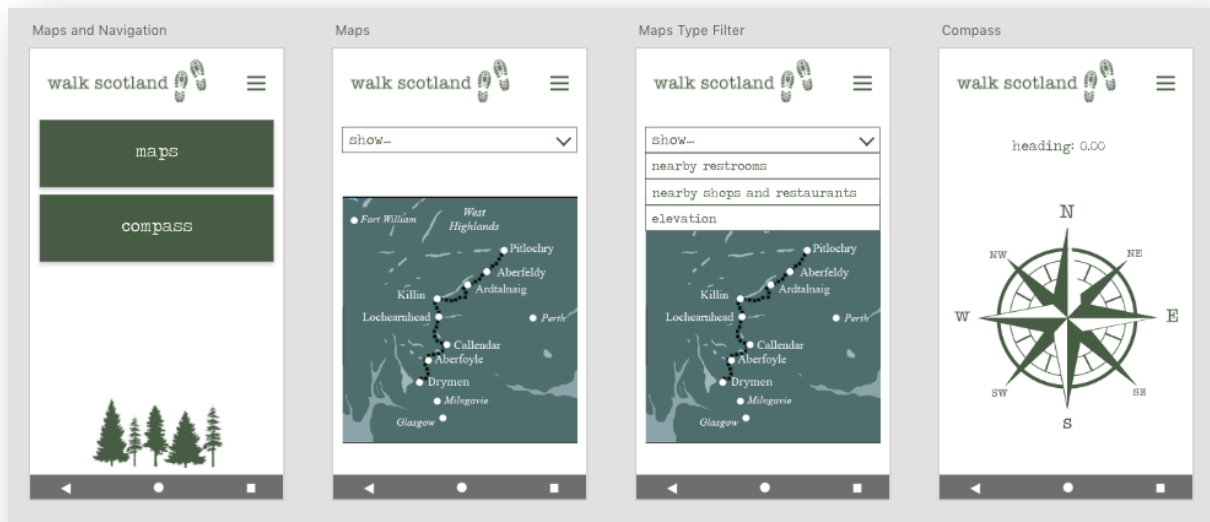 Maps and Navigation
walk scotland
maps
compass
Maps
walk scotland
show...
Fort William
West
Highlands
Pitlochry
Aberfeldy
Ardtalnaig
Killin
Lochearnhead
Perth
Callendar
Aberfoyle
Drymen
Milngavie
Glasgow
Maps Type Filter
walk scotland
show...
nearby restrooms
nearby shops and restaurants
elevation
Pitlochry
Aberfeldy
Ardtalnaig
Killin
Lochearnhead
Perth
Callendar
Aberfoyle
Drymen
Milngavie
Glasgow
Compass
walk scotland
heading: 0.00
N
NW
NE
W
E
SW
SE
S